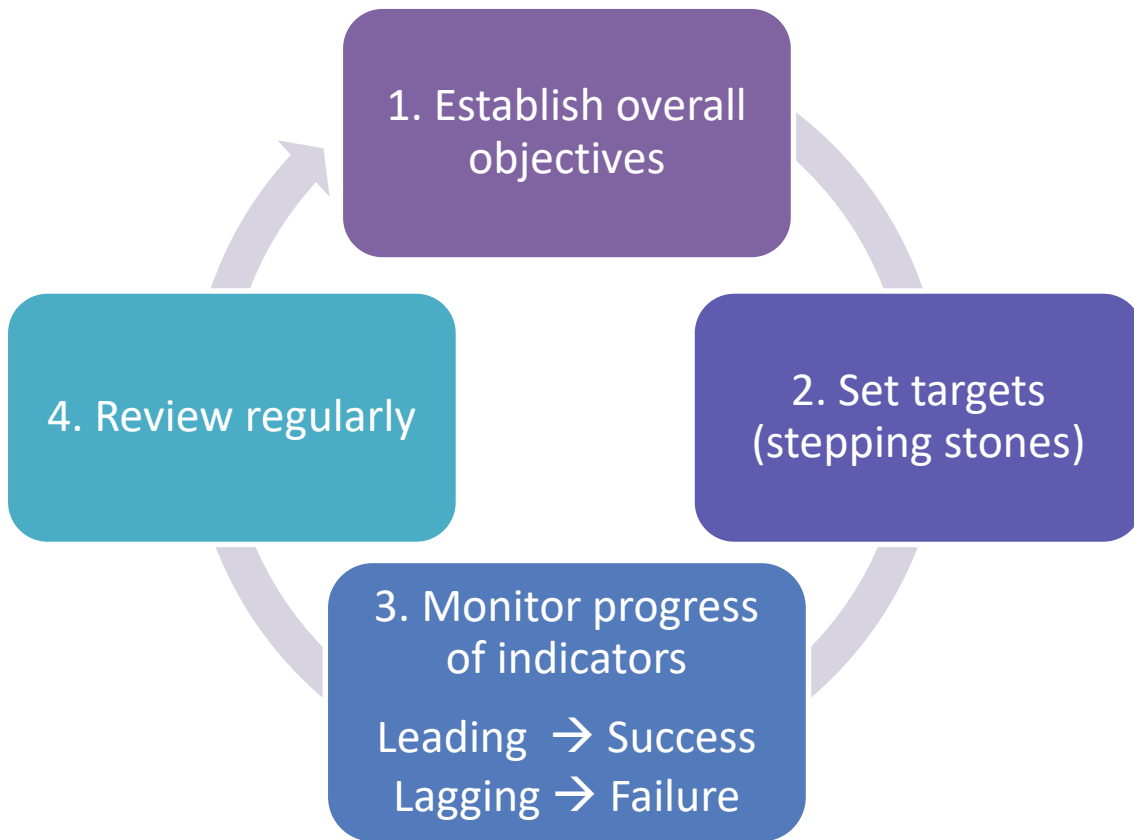 1. Establish overall
objectives
2. Set targets
(stepping stones)
3. Monitor progress
of indicators
Leading → Success
Lagging → Failure
4. Review regularly